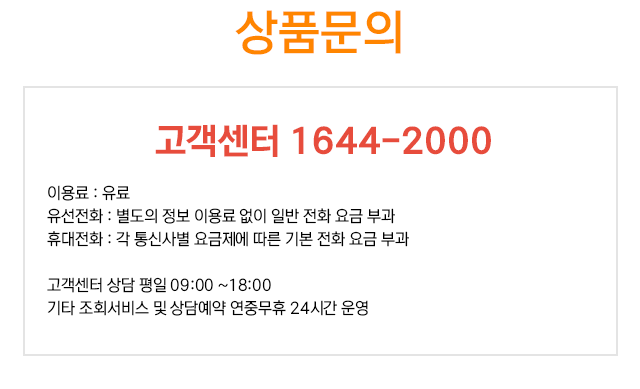 상품문의
고객센터 1644-2000
이용료 : 유료
유선전화 : 별도의 정보 이용료 없이 일반 전화 요금 부과
휴대전화 : 각 통신사별 요금제에 따른 기본 전화 요금 부과
고객센터 상담 평일 09:00 ~18:00
기타 조회서비스 및 상담예약 연중무휴 24시간 운영